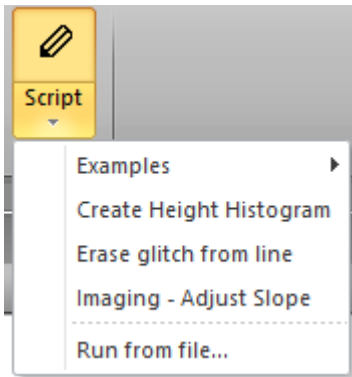 Script
Examples
Create Height Histogram
Erase glitch from line
Imaging - Adjust Slope
Run from file...